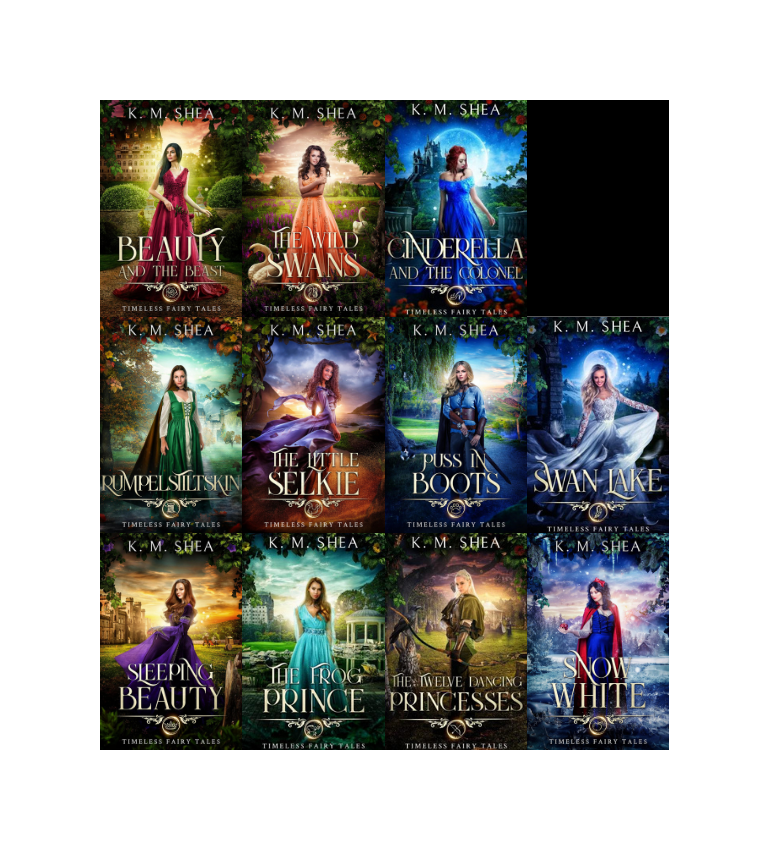 K. M. SHEA
BEAUTY
AND THE BEAST
TIMELESS FAIRY TALES
K. M. SHEA
THE WILD
SWANS
TIMELESS FAIRY TALES
K. M. SHEA
CINDERELLA
AND THE COLONEL
TIMELESS FAIRY TALES
K. M. SHEA
RUMPELSTILTSKIN
TIMELESS FAIRY TALES
K. M. SHEA
THE LITTLE
SELKIE
TIMELESS FAIRY TALES
K. M. SHEA
PUSS IN
BOOTS
TIMELESS FAIRY TALES
K. M. SHEA
SWAN LAKE
TIMELESS FAIRY TALES
K. M. SHEA
SLEEPING
BEAUTY
TIMELESS FAIRY TALES
K. M. SHEA
THE FROG
PRINCE
TIMELESS FAIRY TALES
K. M. SHEA
THE TWELVE DANCING
PRINCESSES
TIMELESS FAIRY TALES
K. M. SHEA
SNOW
WHITE
TIMELESS FAIRY TALES